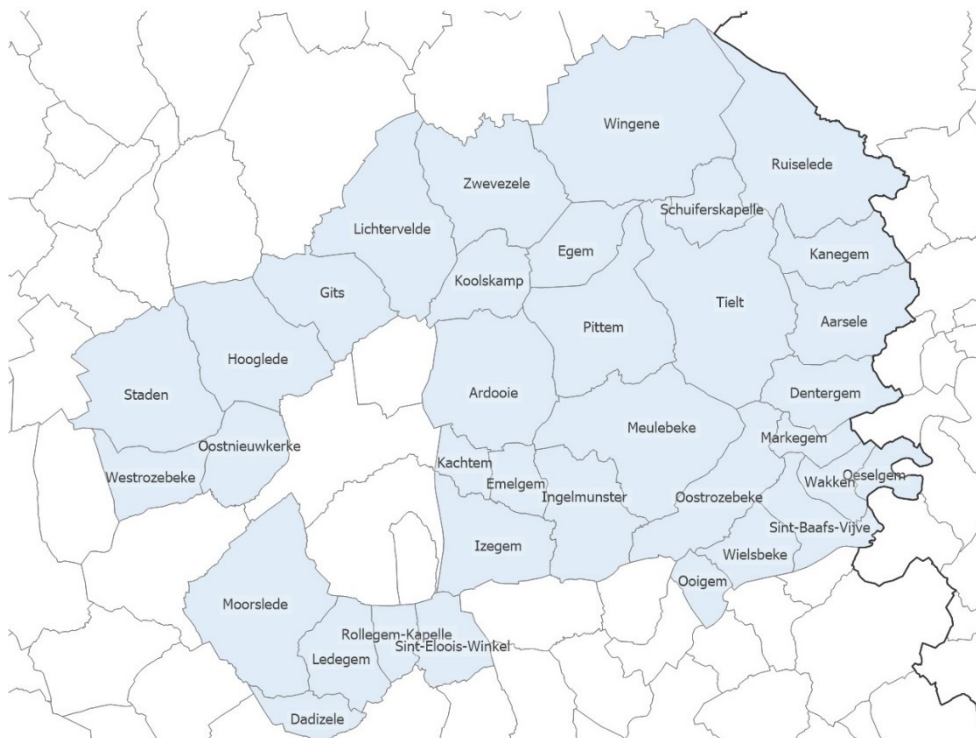 Wingene
Ruiselede
Zwevezele
Schuiferskapelle
Lichtervelde
Egem
Kanegem
Koolskamp
Gits
Tielt
Aarsele
Pittem
Hooglede
Staden
Ardooie
Dentergem
Meulebeke
Markegem
Oostnieuwkerke
Kachtem
Westrozebeke
Emelgem
Wakken
Oeselgem
Ingelmunster
Oostrozebeke
Sint-Baafs-Vijve
Izegem
Wielsbeke
Ooigem
Moorslede
Rollegem-Kapelle
Sint-Eloois-Winkel
Ledegem
Dadizele